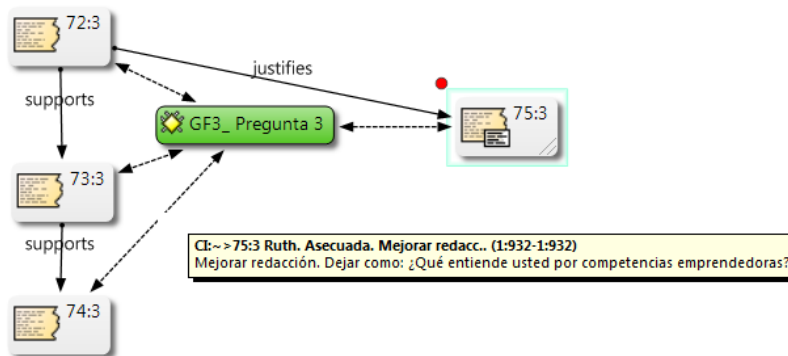 72:3
justifies
supports
GF3_ Pregunta 3
75:3
73:3
supports
CI:~>75:3 Ruth. Asecuada. Mejorar redacc.. (1:932-1:932)
Mejorar redacción. Dejar como: ¿Qué entiende usted por competencias emprendedoras?
74:3